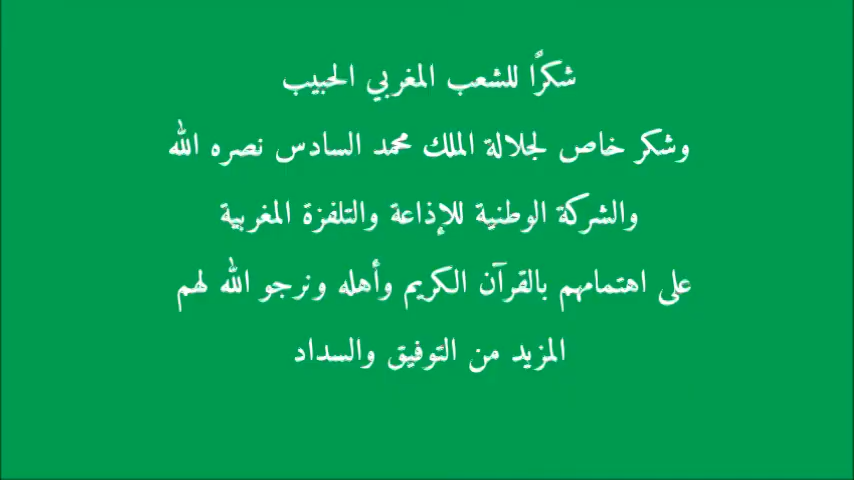 شكرًا للشعب المغربي الحبيب
وشكر خاص لجلالة الملك محمد السادس نصره الله
والشركة الوطنية للإذاعة والتلفزة المغربية
على اهتمامهم بالقرآن الكريم وأهله ونرجو الله لهم
المزيد من التوفيق والسداد